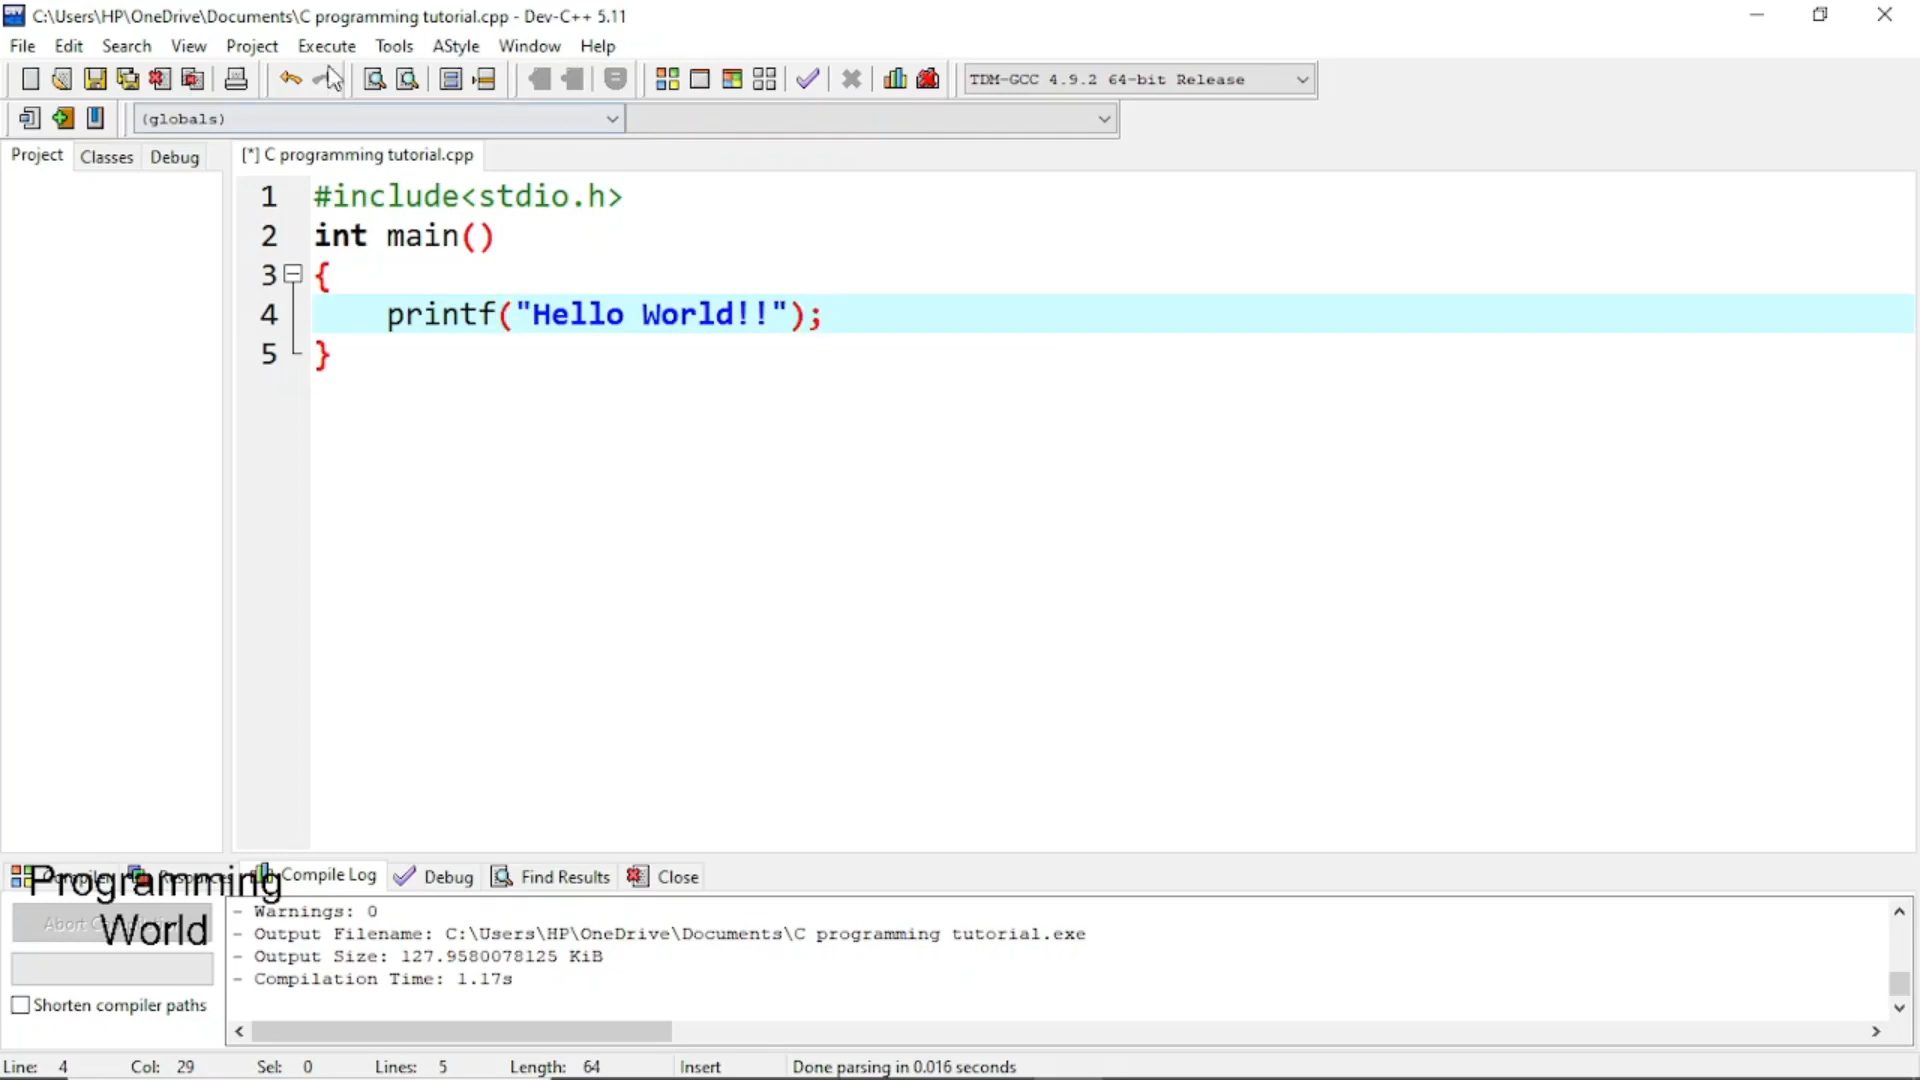 C:\Users\HP\OneDrive\Documents\C programming tutorial.cpp - Dev-C++ 5.11
File Edit Search View Project Execute Tools AStyle Window Help
TDM-GCC 4.9.2 64-bit Release
(globals)
Project Classes Debug [*] C programming tutorial.cpp
1 #include<stdio.h>
2 int main()
3 {
4 printf("Hello World!!");
5 }
Compiler Resources Compile Log Debug Find Results Close
Programming
World
Abort
- Warnings: 0
- Output Filename: C:\Users\HP\OneDrive\Documents\C programming tutorial.exe
- Output Size: 127.9580078125 KiB
- Compilation Time: 1.17s
Shorten compiler paths
Line: 4 Col: 29 Sel: 0 Lines: 5 Length: 64 Insert Done parsing in 0.016 seconds